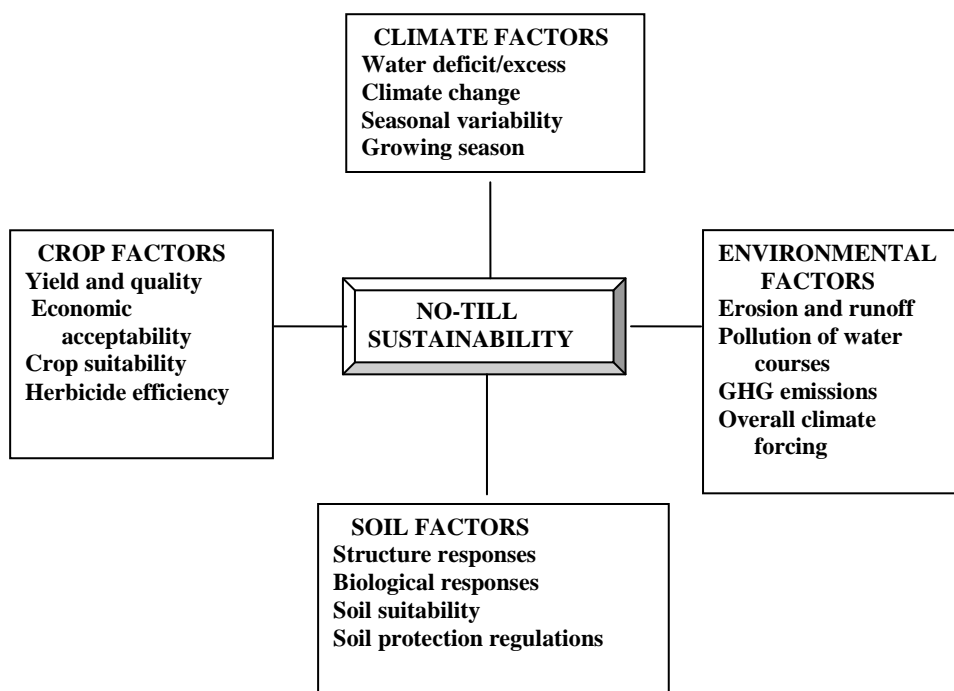 CLIMATE FACTORS
Water deficit/excess
Climate change
Seasonal variability
Growing season
CROP FACTORS
Yield and quality
Economic
acceptability
Crop suitability
Herbicide efficiency
NO-TILL
SUSTAINABILITY
ENVIRONMENTAL
FACTORS
Erosion and runoff
Pollution of water
courses
GHG emissions
Overall climate
forcing
SOIL FACTORS
Structure responses
Biological responses
Soil suitability
Soil protection regulations